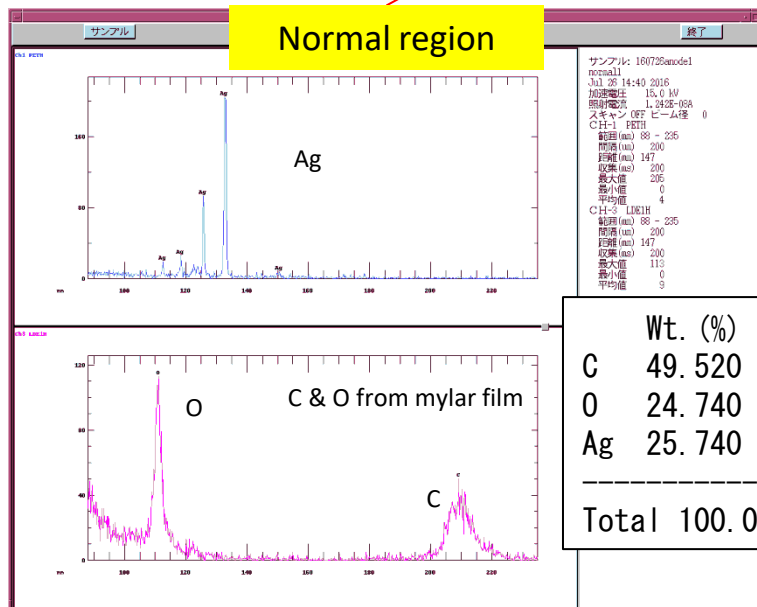 サンプル
Normal region
終了
Ch1 PETH
サンプル: 160725anode1
normal1
Jul 26 14:40 2016
加速電圧 15.0 kV
照射電流 1.242E-08A
スキャン OFF ビーム径 0
CH-1 PETH
範囲(mm) 88 - 235
間隔(um) 200
距離(mm) 147
収集(ms) 200
最大値 205
最小値 0
平均値 4
CH-3 LDE1H
範囲(mm) 88 - 235
間隔(um) 200
距離(mm) 147
収集(ms) 200
最大値 113
最小値 0
平均値 9
Ag
160
Ag
Ag
80
Ag
Ag
Ag
0
mm 100 120 140 160 180 200 220
Ch3 LDE1H
120
O
O
C & O from mylar film
80
40
C
C
0
mm 100 120 140 160 180 200 220
Wt. (%)
C 49.520
O 24.740
Ag 25.740
------------
Total 100.0